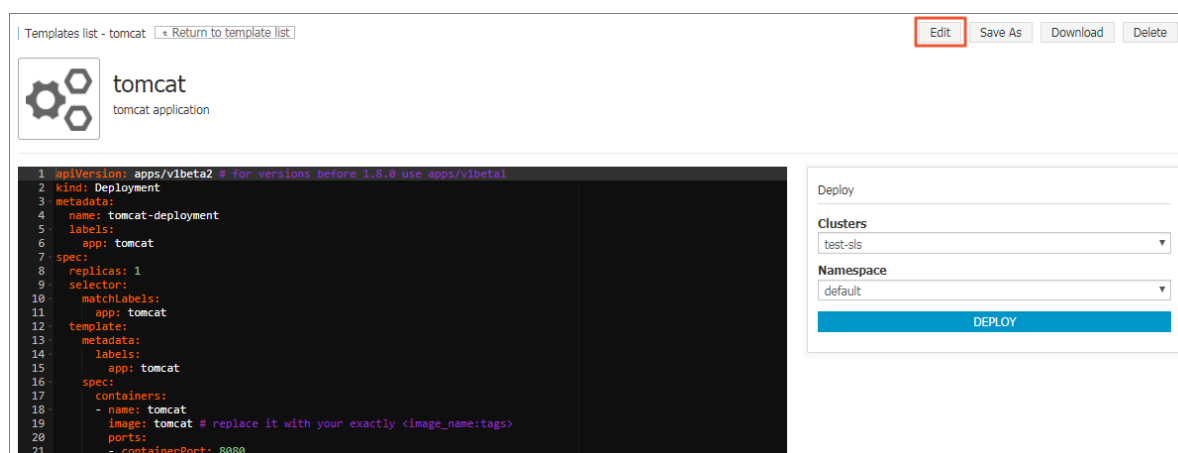 Templates list - tomcat Return to template list Edit Save As Download Delete
tomcat
tomcat application
1 apiVersion: apps/v1beta2 # for versions before 1.8.0 use apps/v1beta1
2 kind: Deployment
3 metadata:
4 name: tomcat-deployment
5 labels:
6 app: tomcat
7 spec:
8 replicas: 1
9 selector:
10 matchLabels:
11 app: tomcat
12 template:
13 metadata:
14 labels:
15 app: tomcat
16 spec:
17 containers:
18 - name: tomcat
19 image: tomcat # replace it with your exactly <image_name:tags>
20 ports:
21 - containerPort: 8080
Deploy
Clusters
test-sls
Namespace
default
DEPLOY